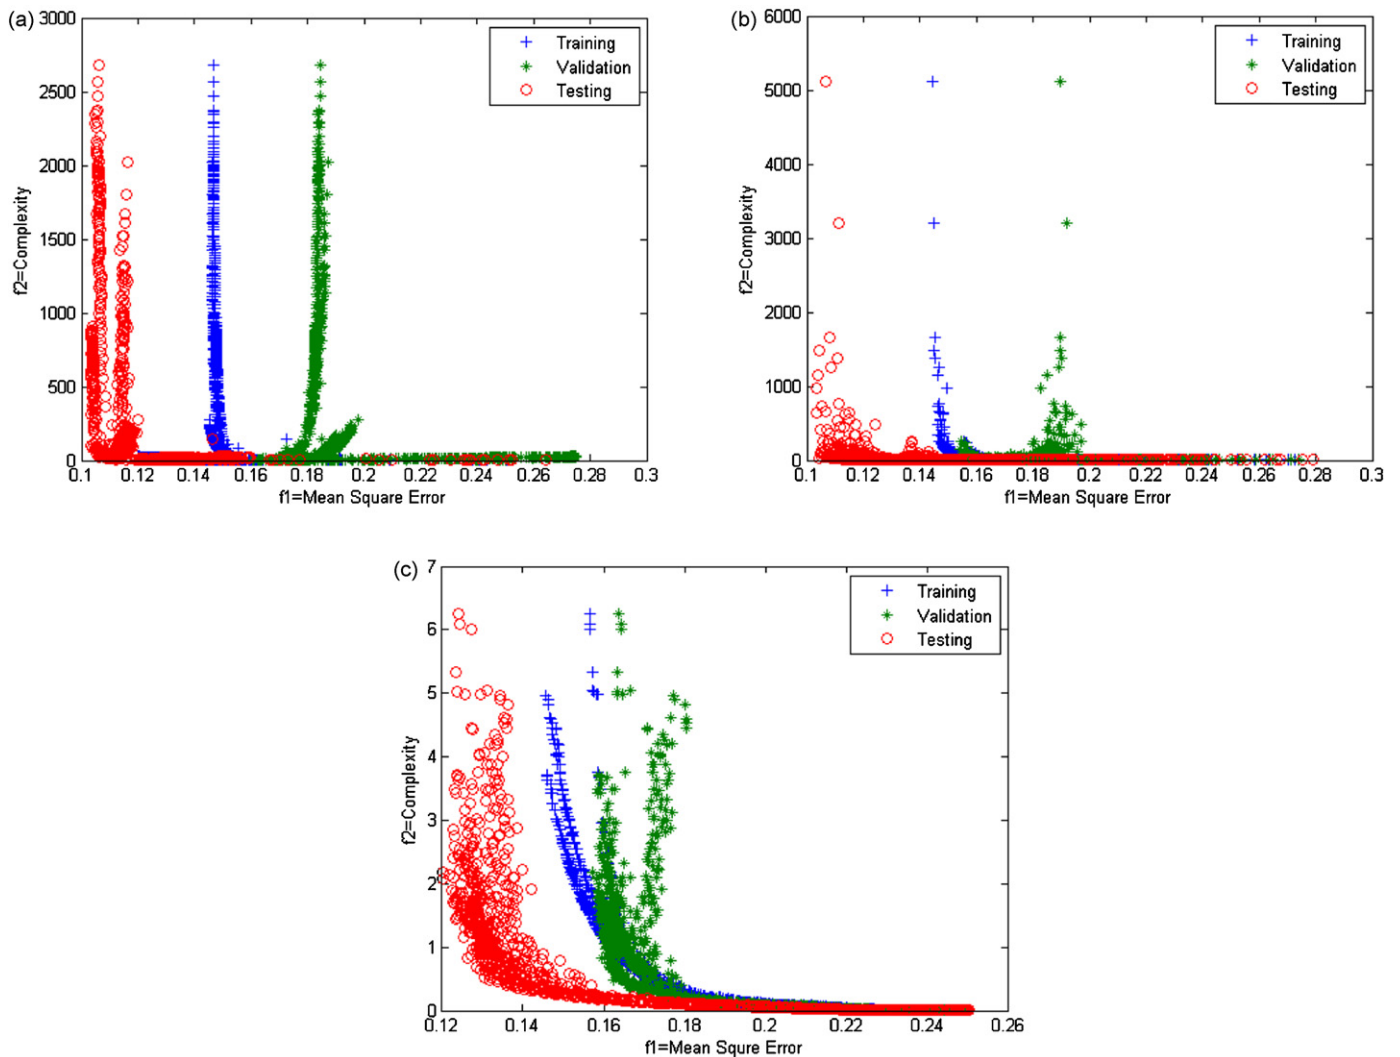 (a)
3000
2500
2000
1500
1000
500
0
f2=Complexity
Training
Validation
Testing
0.1 0.12 0.14 0.16 0.18 0.2 0.22 0.24 0.26 0.28 0.3
f1=Mean Square Error
(b)
6000
5000
4000
3000
2000
1000
0
f2=Complexity
Training
Validation
Testing
0.1 0.12 0.14 0.16 0.18 0.2 0.22 0.24 0.26 0.28 0.3
f1=Mean Square Error
(c)
7
6
5
4
3
2
1
0
f2=Complexity
Training
Validation
Testing
0.12 0.14 0.16 0.18 0.2 0.22 0.24 0.26
f1=Mean Squre Error